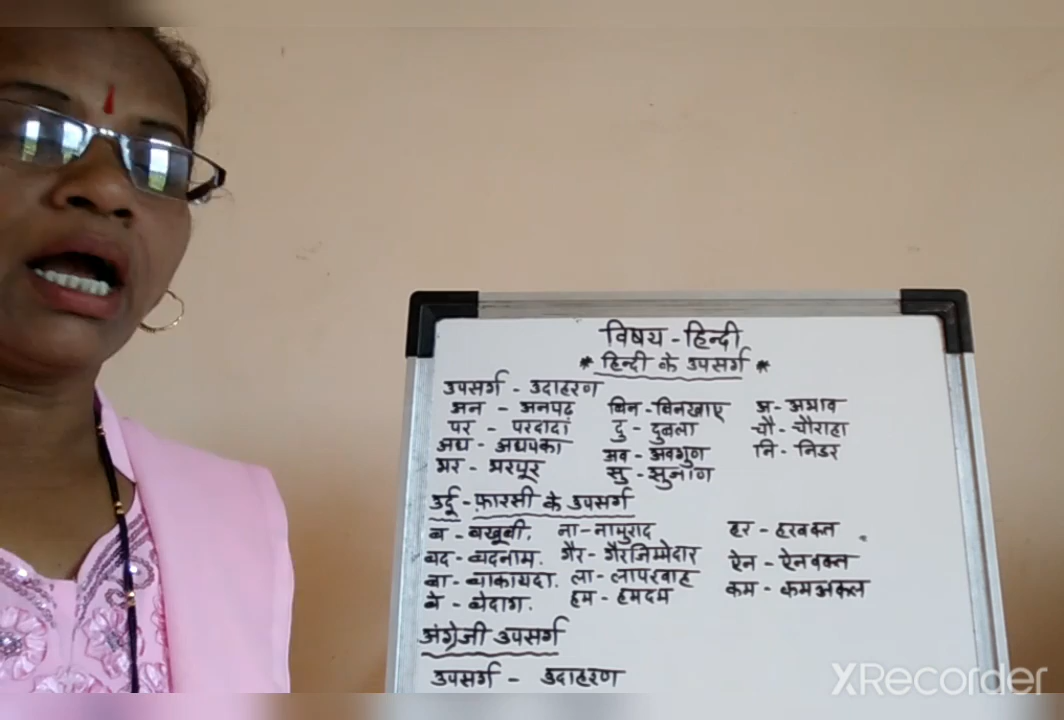 विषय - हिन्दी
* हिन्दी के उपसर्ग *
उपसर्ग - उदाहरण
अन - अनपढ़ बिन - बिनखाए अ - अभाव
पर - परदादा दु - दुबला चौ - चौराहा
अध - अधपका अव - अवगुण नि - निडर
भर - भरपूर सु - सुजाण
उर्दू - फ़ारसी के उपसर्ग
ब - बखूबी. ना - नामुराद हर - हरवक्त
बद - बदनाम. गैर - गैरजिम्मेदार ऐन - ऐनवक्त
बा - बाकायदा. ला - लापरवाह कम - कमअक्ल
बे - बेदाग. हम - हमदम
अंग्रेजी उपसर्ग
उपसर्ग - उदाहरण
XRecorder